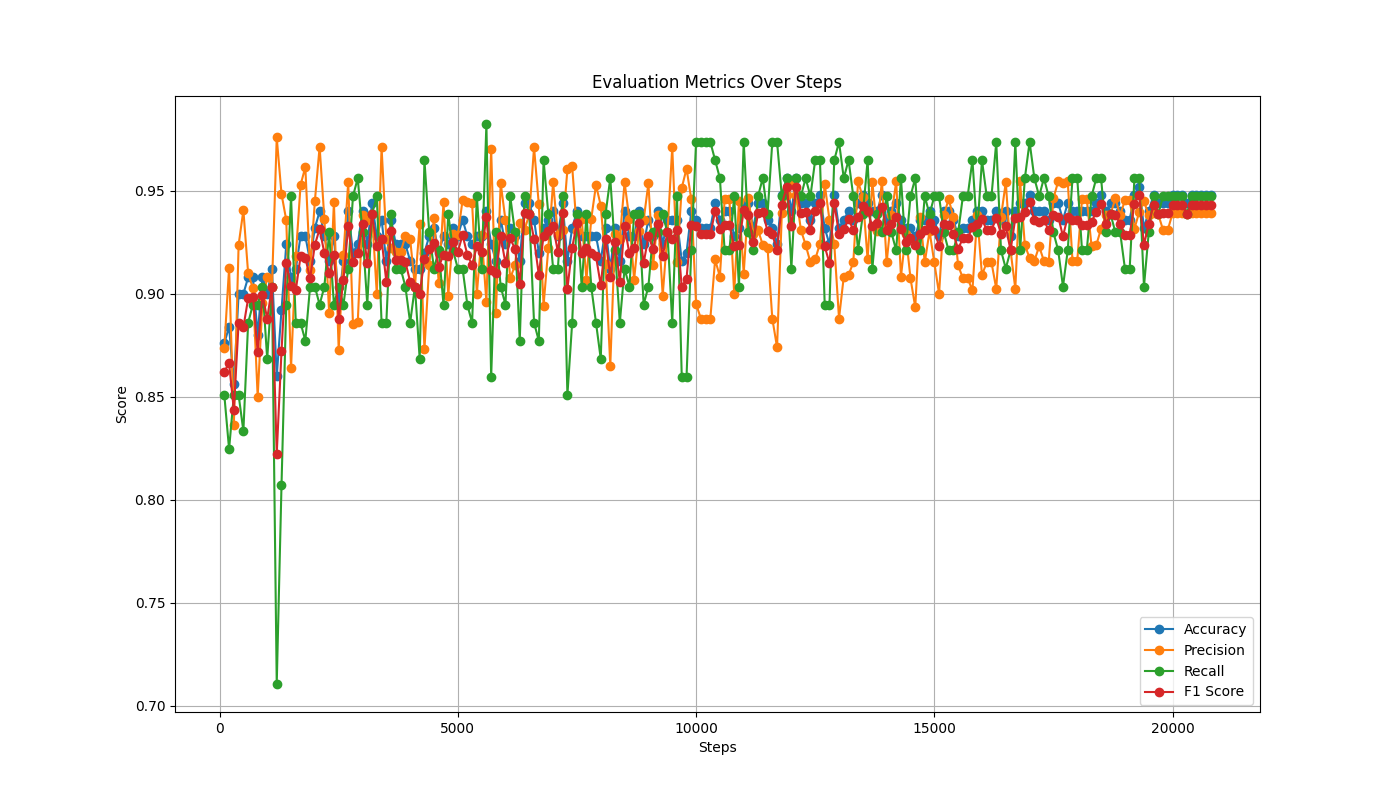 Evaluation Metrics Over Steps
Score
0.95
0.90
0.85
0.80
0.75
0.70
0
5000
10000
15000
20000
Steps
Accuracy
Precision
Recall
F1 Score